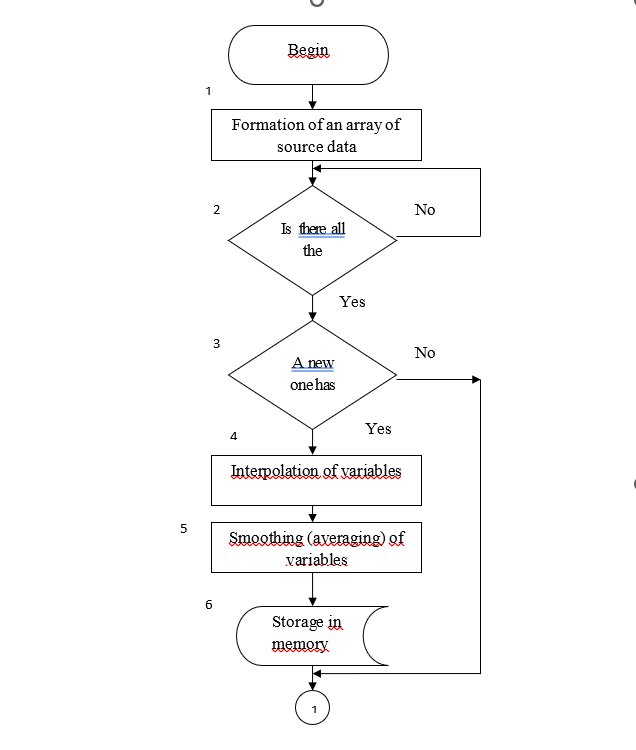 Begin
1
Formation of an array of
source data
2
No
Is there all
the
Yes
3
No
A new
one has
Yes
4
Interpolation of variables
5
Smoothing (averaging) of
variables
6
Storage in
memory
1